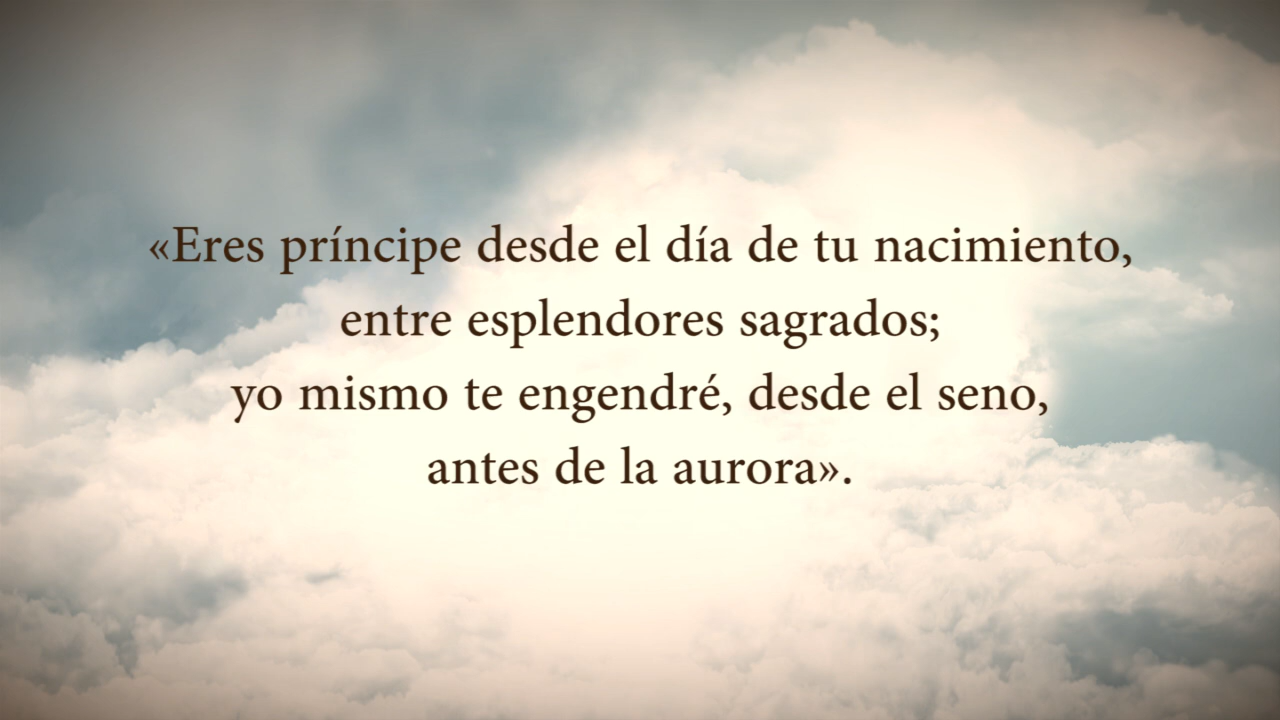 «Eres príncipe desde el día de tu nacimiento,
entre esplendores sagrados;
yo mismo te engendré, desde el seno,
antes de la aurora».